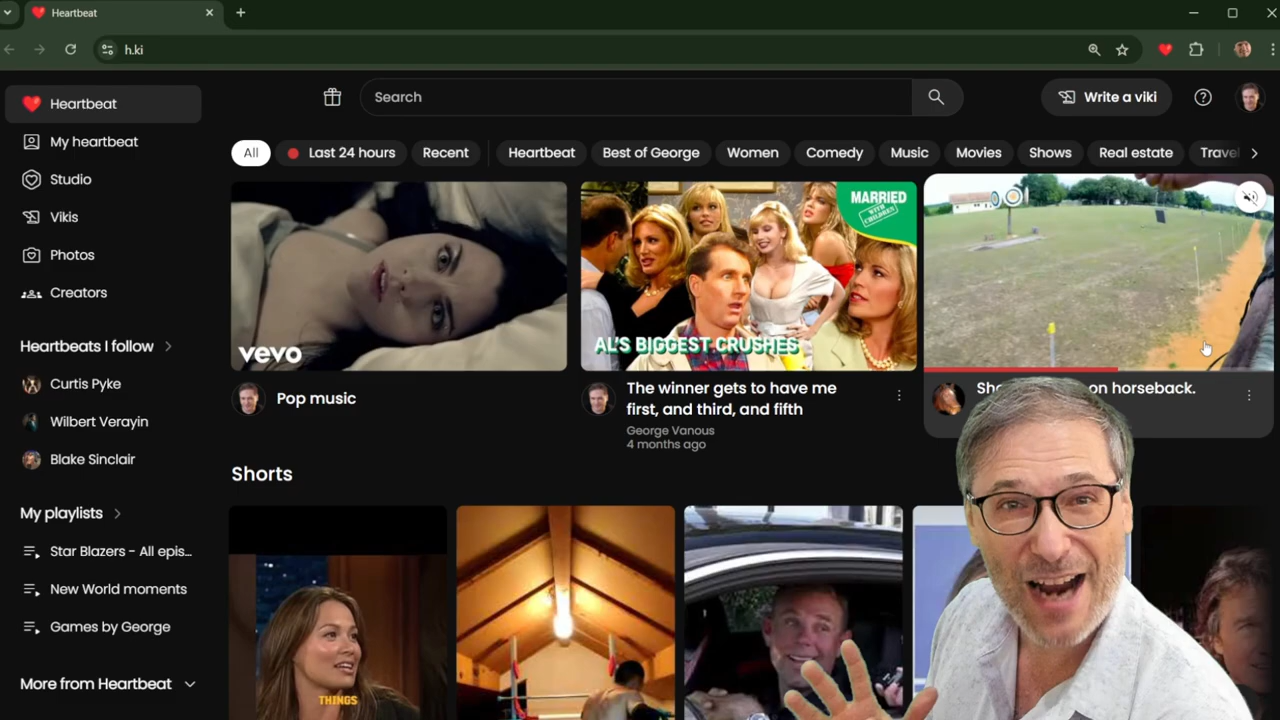 Heartbeat
h.ki
Heartbeat
Search
Write a viki
My heartbeat
Studio
Vikis
Photos
Creators
Heartbeats I follow
Curtis Pyke
Wilbert Verayin
Blake Sinclair
My playlists
Star Blazers - All epis...
New World moments
Games by George
More from Heartbeat
All
Last 24 hours
Recent
Heartbeat
Best of George
Women
Comedy
Music
Movies
Shows
Real estate
vevo
MARRIED
WITH
CHILDREN
AL'S BIGGEST CRUSHES
Pop music
The winner gets to have me
first, and third, and fifth
George Vanous
4 months ago
on horseback.
Shorts
THINGS